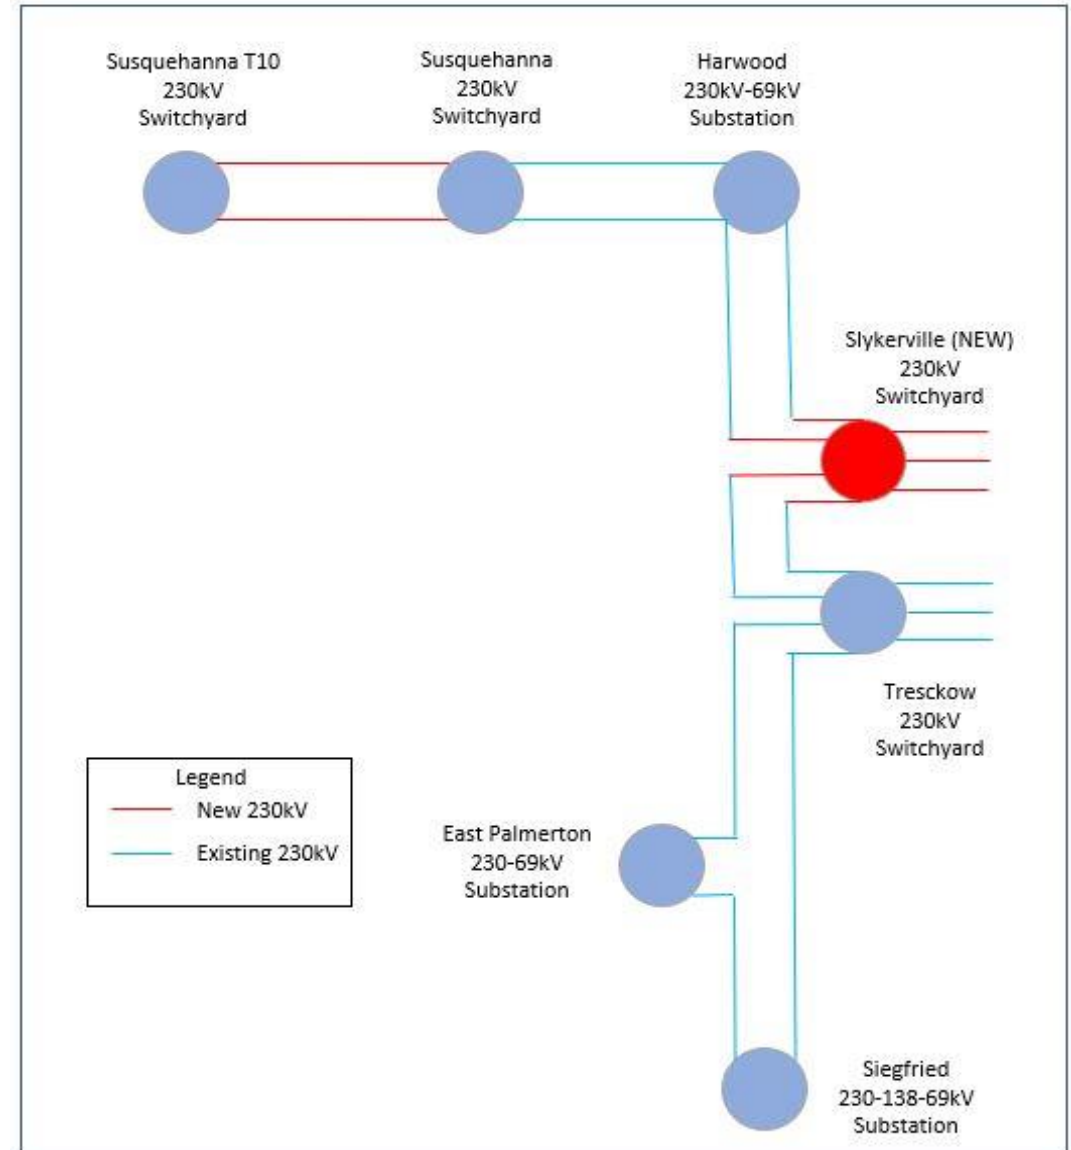 Susquehanna T10
230kV
Switchyard
Susquehanna
230kV
Switchyard
Harwood
230kV-69kV
Substation
Slykerville (NEW)
230kV
Switchyard
Tresckow
230kV
Switchyard
Legend
New 230kV
Existing 230kV
East Palmerton
230-69kV
Substation
Siegfried
230-138-69kV
Substation